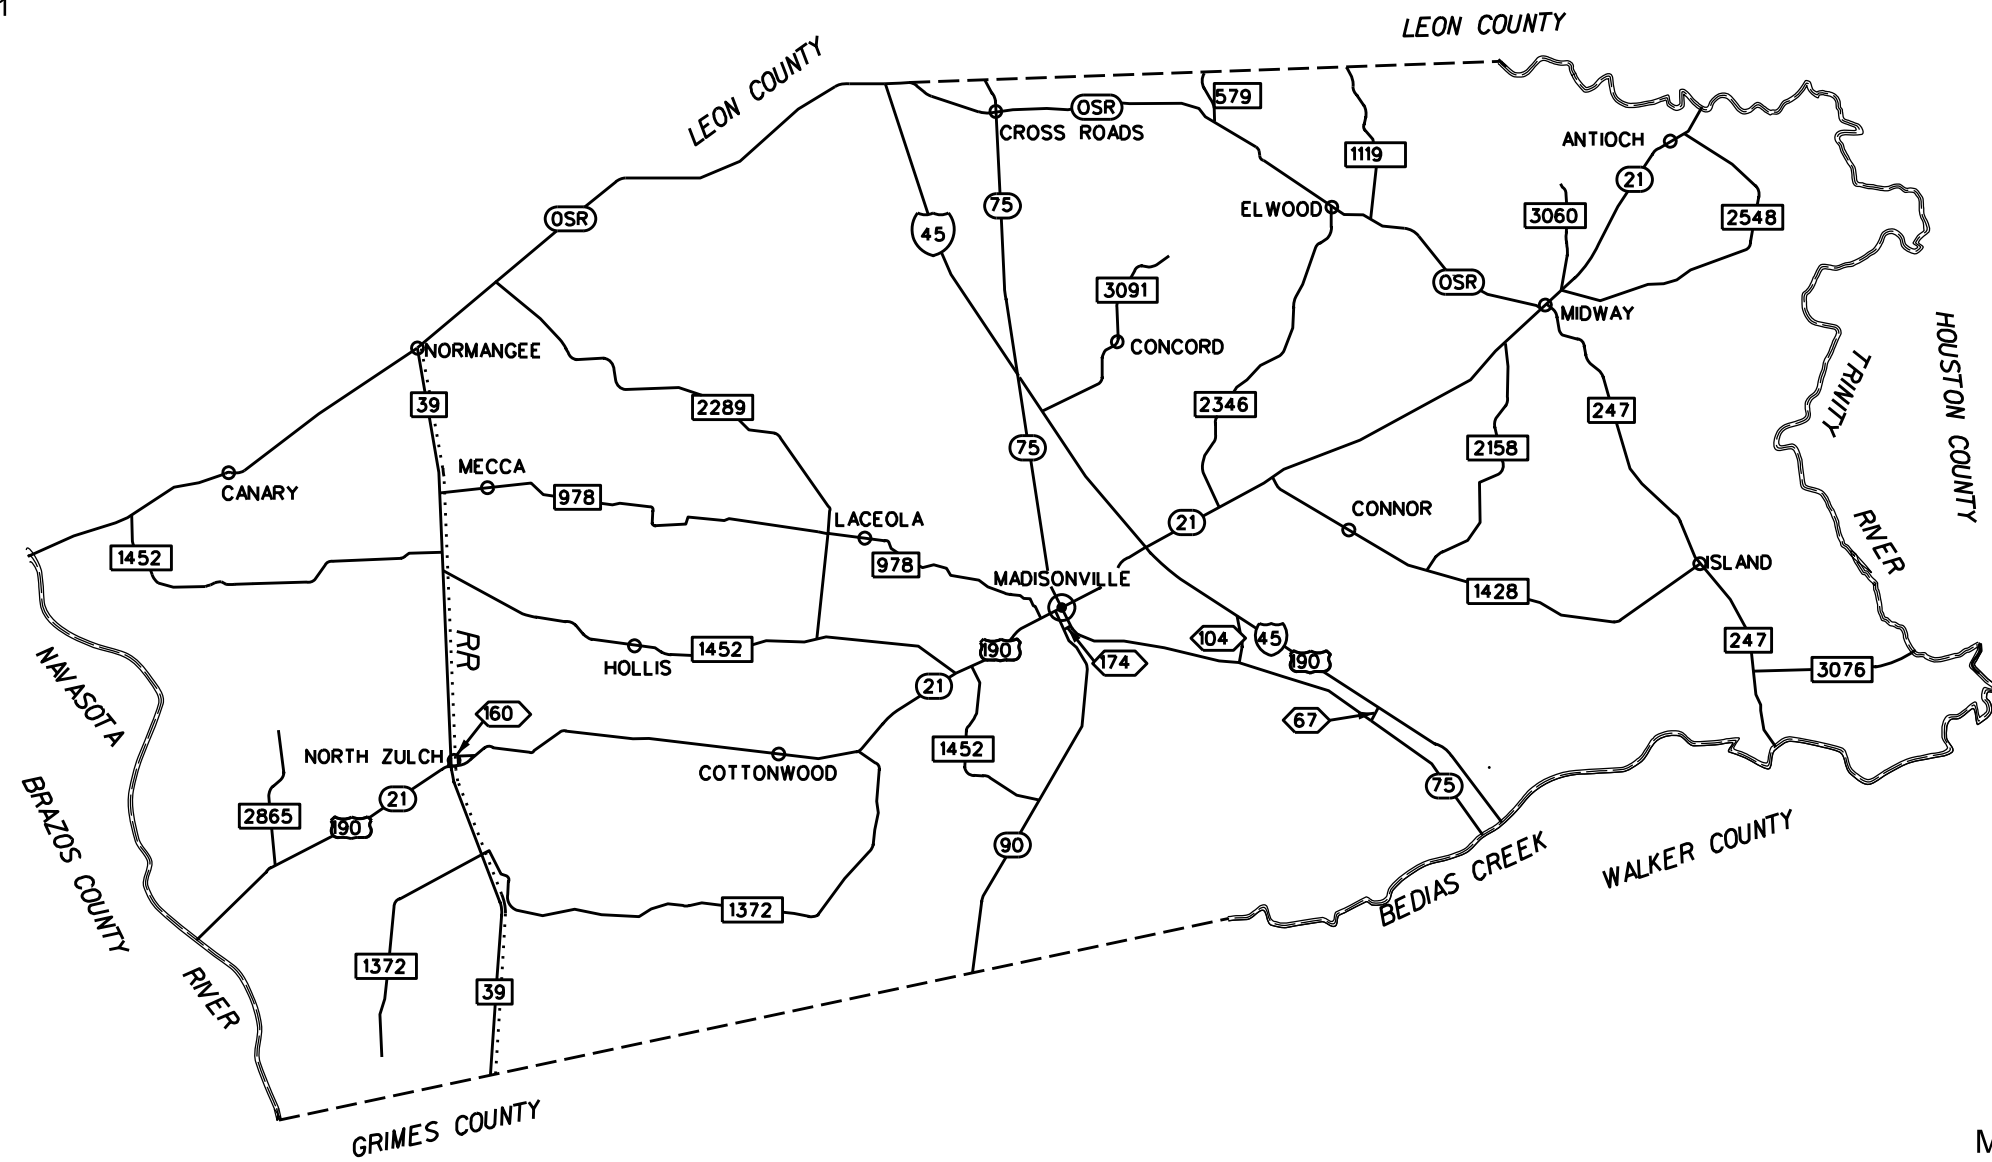 1
LEON COUNTY
LEON COUNTY
579
OSR
CROSS ROADS
ANTIOCH
1119
21
75
ELWOOD
3060
2548
OSR
45
OSR
3091
MIDWAY
HOUSTON COUNTY
CONCORD
NORMANGEE
TRINITY
39
2289
2346
247
75
2158
MECCA
CANARY
978
CONNOR
LACEOLA
21
RIVER
1452
978
ISLAND
MADISONVILLE
1428
RR
HOLLIS
1452
190
174
104
45
190
247
3076
NAVASOTA
21
160
67
NORTH ZULCH
1452
COTTONWOOD
75
21
2865
190
BRAZOS COUNTY
90
BEDIAS CREEK
WALKER COUNTY
1372
1372
RIVER
39
GRIMES COUNTY
M